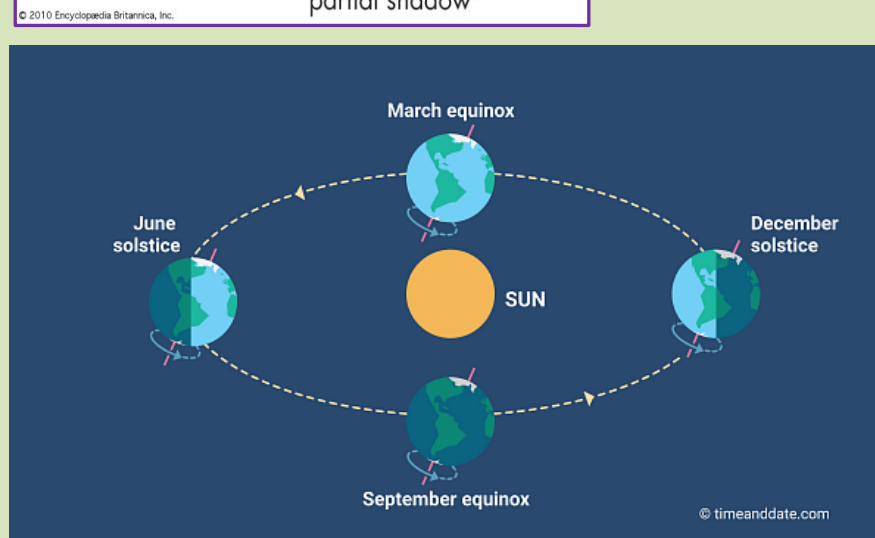 partial shadow
© 2010 Encyclopædia Britannica, Inc.
March equinox
June
solstice
December
solstice
SUN
September equinox
© timeanddate.com